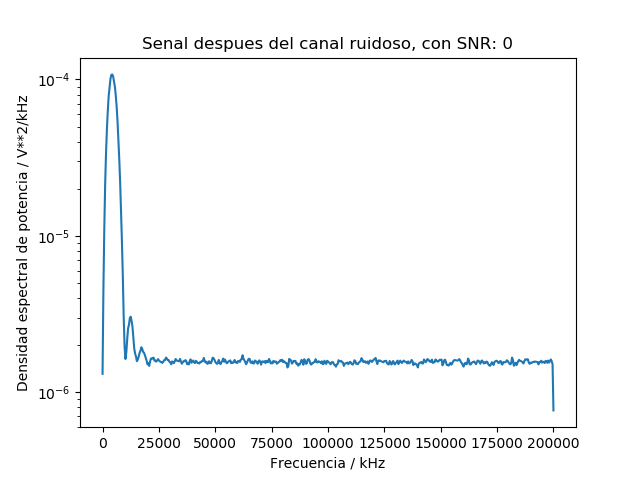 Senal despues del canal ruidoso, con SNR: 0
Densidad espectral de potencia / V**2/kHz
10⁻⁴
10⁻⁵
10⁻⁶
0 25000 50000 75000 100000 125000 150000 175000 200000
Frecuencia / kHz